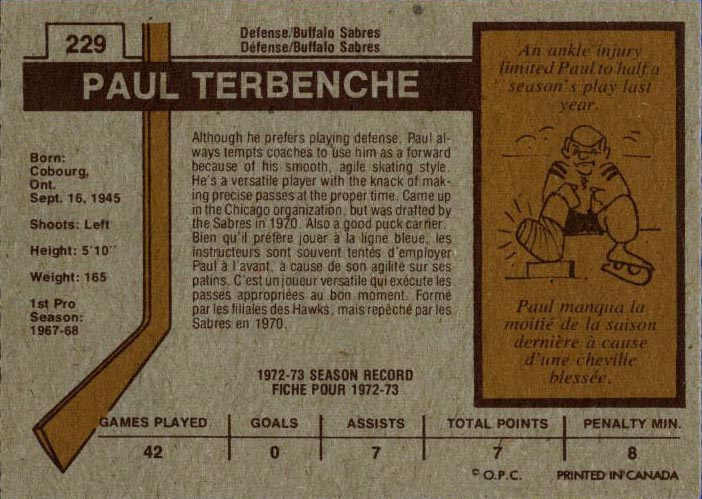 229
Defense/Buffalo Sabres
Défense/Buffalo Sabres
PAUL TERBENCHE
Born:
Cobourg,
Ont.
Sept. 16, 1945
Shoots: Left
Height: 5'10"
Weight: 165
1st Pro
Season:
1967-68
Although he prefers playing defense, Paul al-
ways tempts coaches to use him as a forward
because of his smooth, agile skating style.
He's a versatile player with the knack of mak-
ing precise passes at the proper time. Came up
in the Chicago organization, but was drafted by
the Sabres in 1970. Also a good puck carrier.
Bien qu'il préfère jouer à la ligne bleue, les
instructeurs sont souvent tentés d'employer
Paul à l'avant, à cause de son agilité sur ses
patins. C'est un joueur versatile qui exécute les
passes appropriées au bon moment. Formé
par les filiales des Hawks, mais repêché par les
Sabres en 1970.
An ankle injury
limited Paul to half a
season's play last
year.
Paul manqua la
moitié de la saison
dernière à cause
d'une cheville
blessée.
1972-73 SEASON RECORD
FICHE POUR 1972-73
GAMES PLAYED GOALS ASSISTS TOTAL POINTS PENALTY MIN.
42 0 7 7 8
© O.P.C. PRINTED IN CANADA